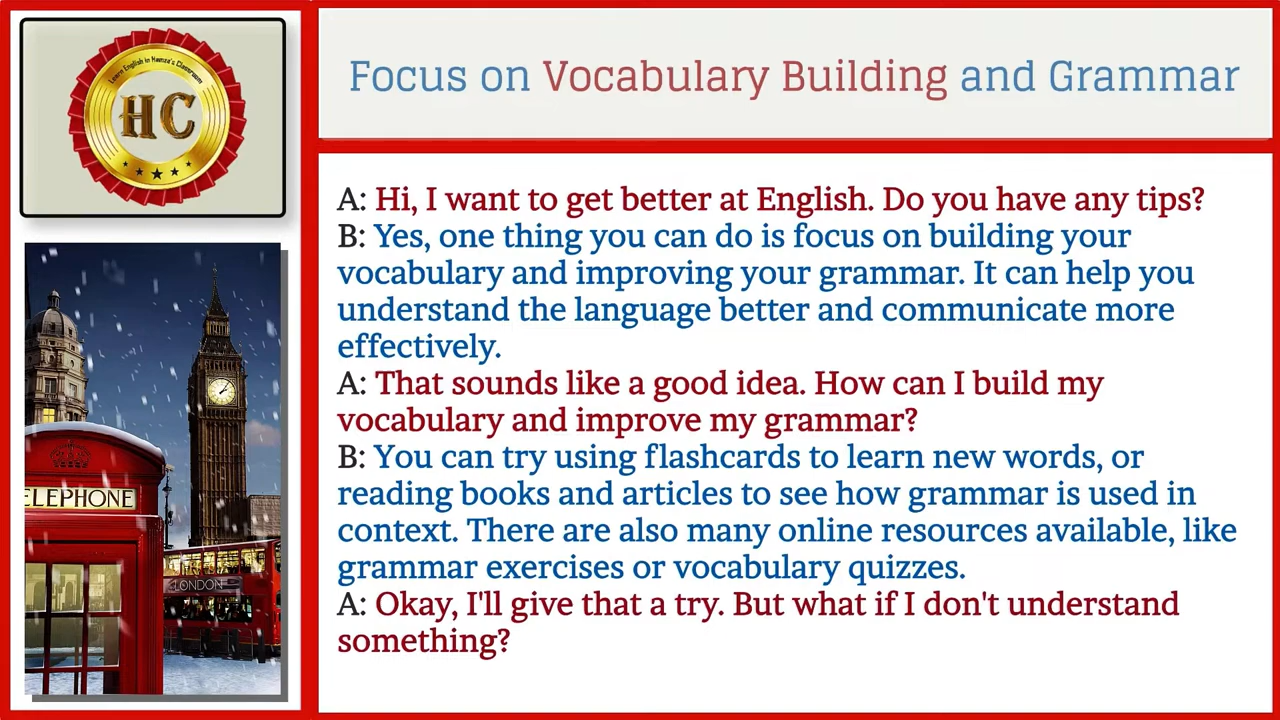 Learn English in Hamza's Classroom
HC
Focus on Vocabulary Building and Grammar
A: Hi, I want to get better at English. Do you have any tips?
B: Yes, one thing you can do is focus on building your
vocabulary and improving your grammar. It can help you
understand the language better and communicate more
effectively.
A: That sounds like a good idea. How can I build my
vocabulary and improve my grammar?
B: You can try using flashcards to learn new words, or
reading books and articles to see how grammar is used in
context. There are also many online resources available, like
grammar exercises or vocabulary quizzes.
A: Okay, I'll give that a try. But what if I don't understand
something?
ELEPHONE
LONDON